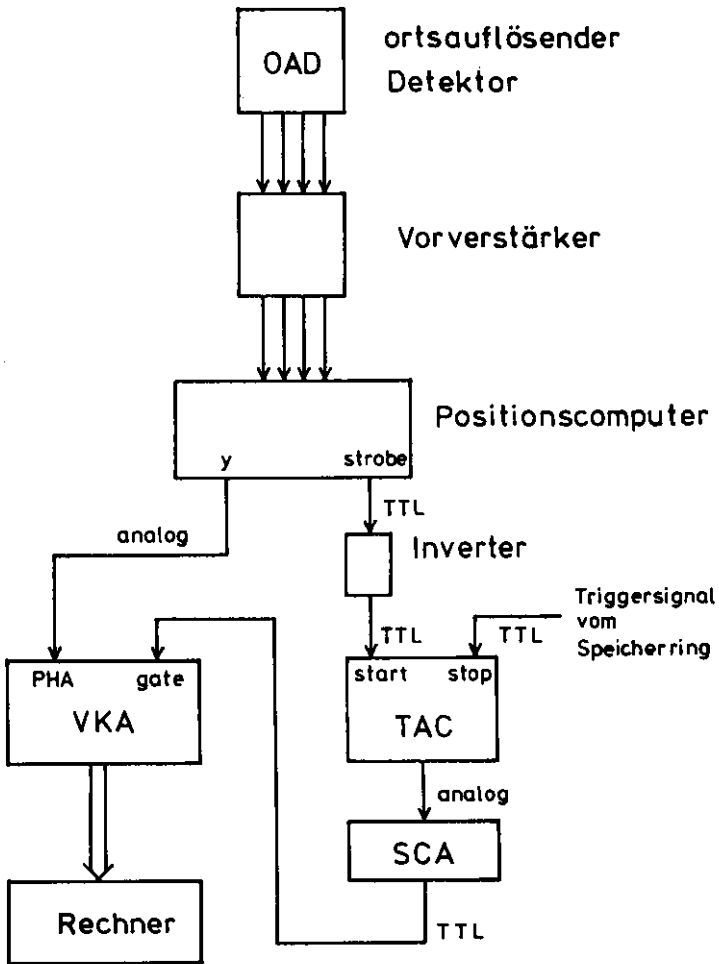 OAD
ortsauflösender
Detektor
Vorverstärker
Positionscomputer
y
strobe
TTL
analog
Inverter
Triggersignal
vom
Speicherring
TTL
TTL
PHA
gate
VKA
start
stop
TAC
analog
SCA
Rechner
TTL